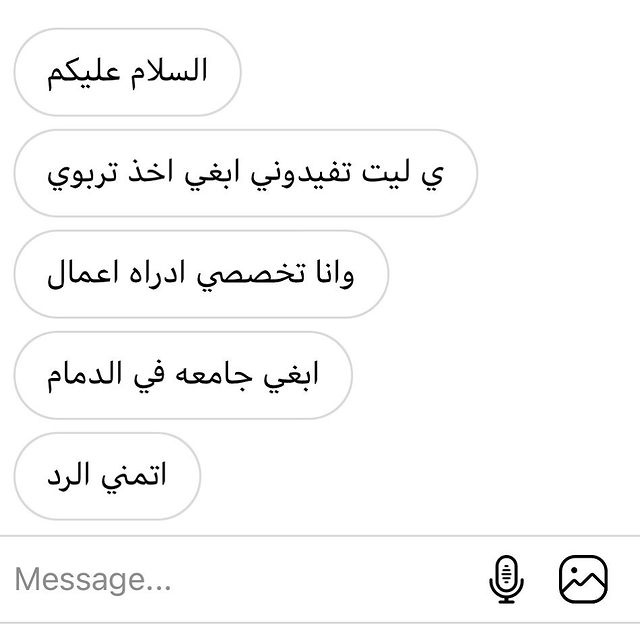 السلام عليكم
ي ليت تفيدوني ابغي اخذ تربوي
وانا تخصصي ادراه اعمال
ابغي جامعه في الدمام
اتمني الرد
Message...